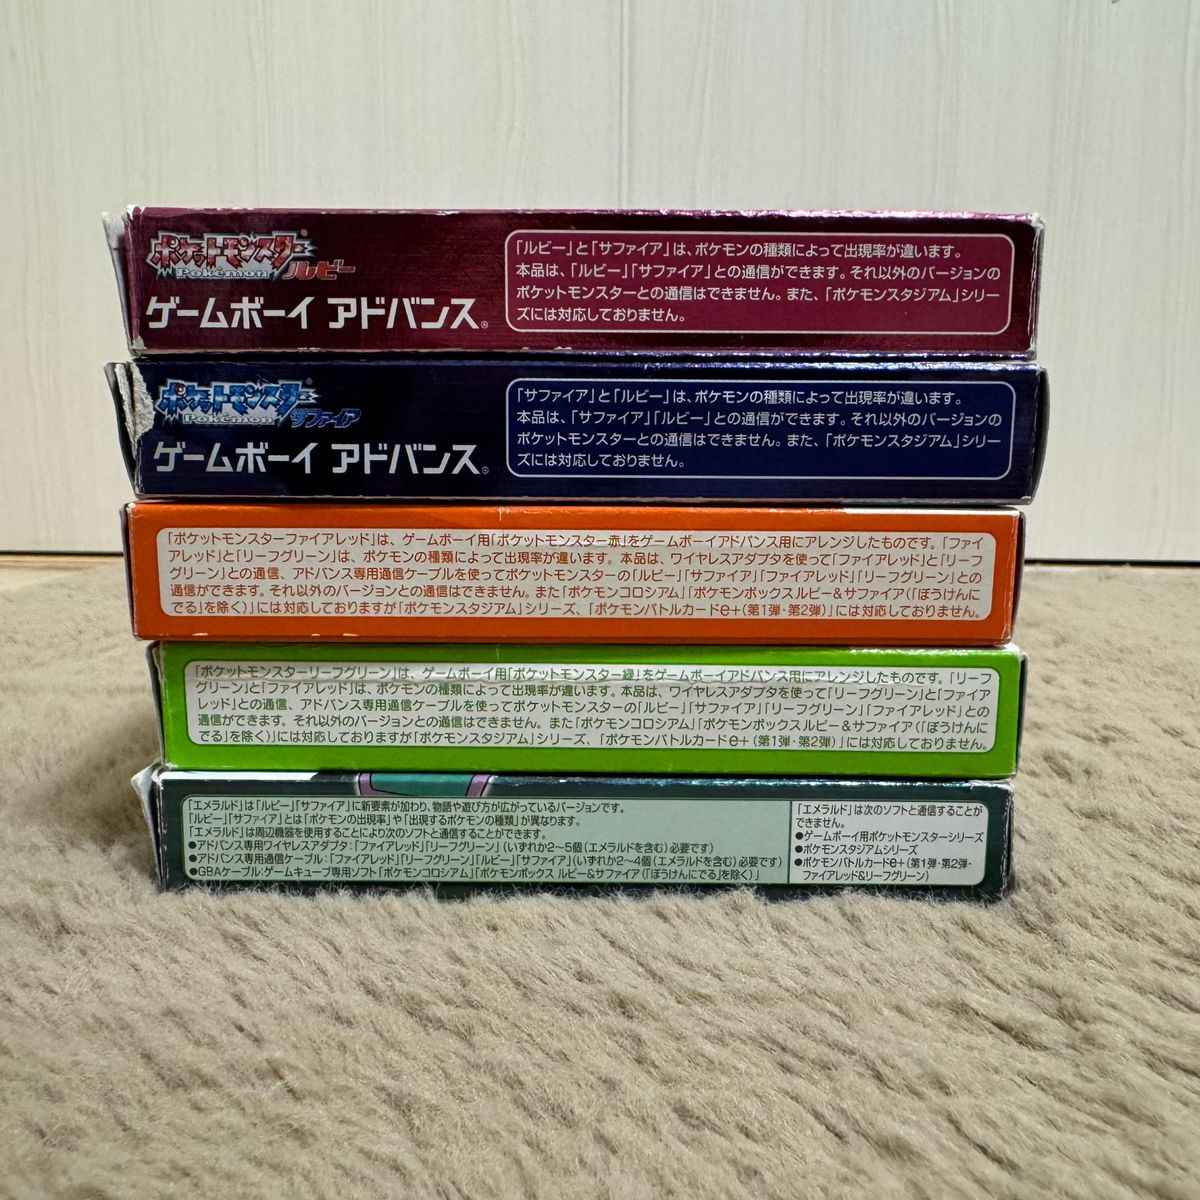 ポケットモンスター
Pokémon ルビー
ゲームボーイ アドバンス®
「ルビー」と「サファイア」は、ポケモンの種類によって出現率が違います。
本品は、「ルビー」「サファイア」との通信ができます。それ以外のバージョンの
ポケットモンスターとの通信はできません。また、「ポケモンスタジアム」シリー
ズには対応しておりません。
ポケットモンスター
Pokémon サファイア
ゲームボーイ アドバンス®
「サファイア」と「ルビー」は、ポケモンの種類によって出現率が違います。
本品は、「サファイア」「ルビー」との通信ができます。それ以外のバージョンの
ポケットモンスターとの通信はできません。また、「ポケモンスタジアム」シリー
ズには対応しておりません。
「ポケットモンスターファイアレッド」は、ゲームボーイ用「ポケットモンスター赤」をゲームボーイアドバンス用にアレンジしたものです。「ファイ
アレッド」と「リーフグリーン」は、ポケモンの種類によって出現率が違います。本品は、ワイヤレスアダプタを使って「ファイアレッド」と「リーフ
グリーン」との通信、アドバンス専用通信ケーブルを使ってポケットモンスターの「ルビー」「サファイア」「ファイアレッド」「リーフグリーン」との
通信ができます。それ以外のバージョンとの通信はできません。また「ポケモンコロシアム」「ポケモンボックスルビー&サファイア(「ぼうけんに
でる」を除く)」には対応しておりますが「ポケモンスタジアム」シリーズ、「ポケモンバトルカードe+(第1弾・第2弾)」には対応しておりません。
「ポケットモンスターリーフグリーン」は、ゲームボーイ用「ポケットモンスター緑」をゲームボーイアドバンス用にアレンジしたものです。「リーフ
グリーン」と「ファイアレッド」は、ポケモンの種類によって出現率が違います。本品は、ワイヤレスアダプタを使って「リーフグリーン」と「ファイア
レッド」との通信、アドバンス専用通信ケーブルを使ってポケットモンスターの「ルビー」「サファイア」「リーフグリーン」「ファイアレッド」との
通信ができます。それ以外のバージョンとの通信はできません。また「ポケモンコロシアム」「ポケモンボックスルビー&サファイア(「ぼうけんに
でる」を除く)」には対応しておりますが「ポケモンスタジアム」シリーズ、「ポケモンバトルカードe+(第1弾・第2弾)」には対応しておりません。
「エメラルド」は「ルビー」「サファイア」に新要素が加わり、物語や遊び方が広がっているバージョンです。
「ルビー」「サファイア」とは「ポケモンの出現率」や「出現するポケモンの種類」が異なります。
「エメラルド」は周辺機器を使用することにより次のソフトと通信することができます。
●アドバンス専用ワイヤレスアダプタ:「ファイアレッド」「リーフグリーン」(いずれか2〜5個(エメラルドを含む)必要です)
●アドバンス専用通信ケーブル:「ファイアレッド」「リーフグリーン」「ルビー」「サファイア」(いずれか2〜4個(エメラルドを含む)必要です)
●GBAケーブル:ゲームキューブ専用ソフト「ポケモンコロシアム」「ポケモンボックス ルビー&サファイア(「ぼうけんにでる」を除く)」
「エメラルド」は次のソフトと通信することが
できません。
●ゲームボーイ用ポケットモンスターシリーズ
●ポケモンスタジアムシリーズ
●ポケモンバトルカードe+(第1弾・第2弾・
ファイアレッド&リーフグリーン)